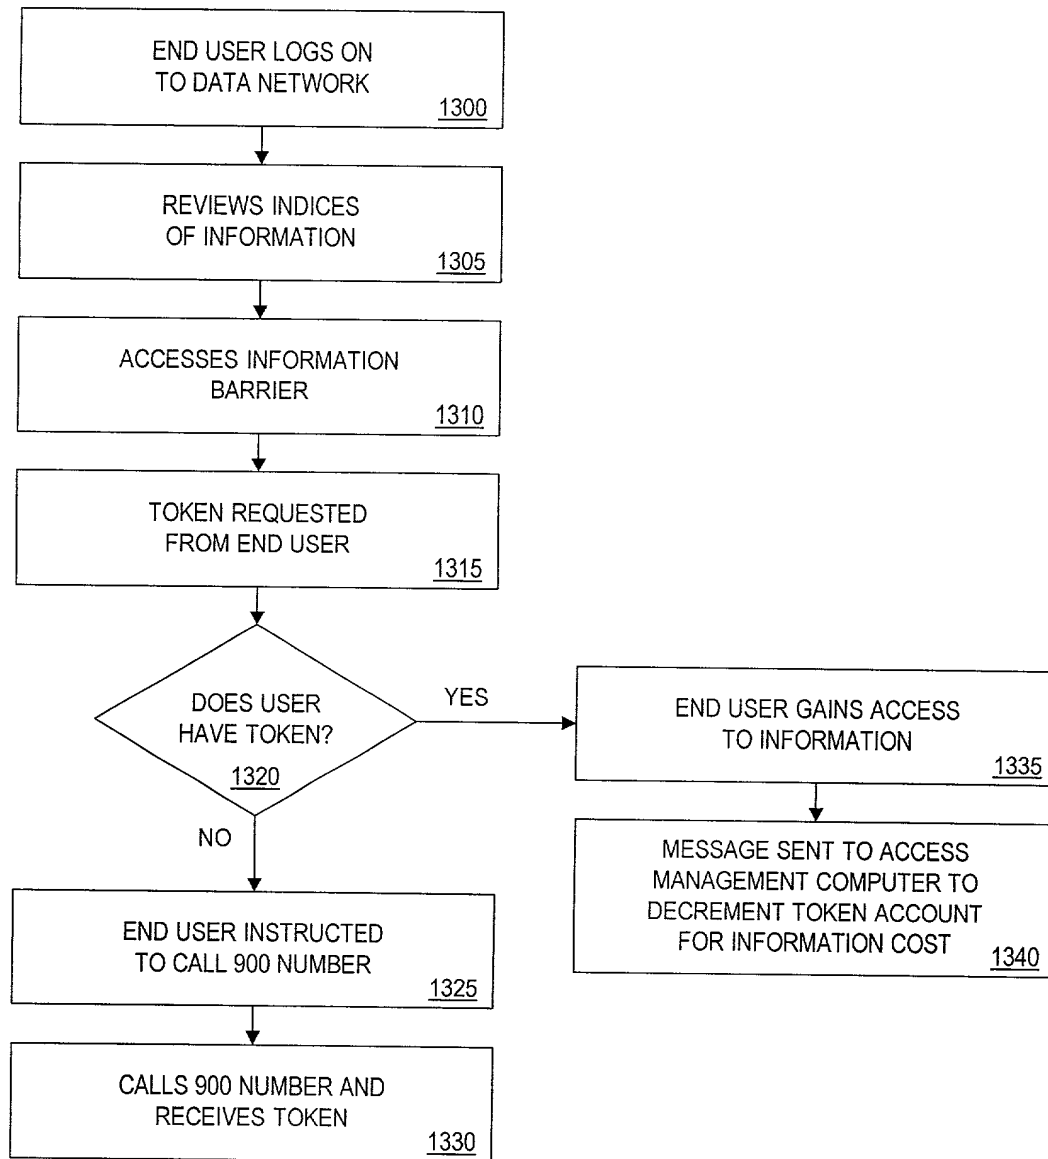 END USER LOGS ON
TO DATA NETWORK
1300
REVIEWS INDICES
OF INFORMATION
1305
ACCESSES INFORMATION
BARRIER
1310
TOKEN REQUESTED
FROM END USER
1315
DOES USER
HAVE TOKEN?
1320
YES
NO
END USER GAINS ACCESS
TO INFORMATION
1335
MESSAGE SENT TO ACCESS
MANAGEMENT COMPUTER TO
DECREMENT TOKEN ACCOUNT
FOR INFORMATION COST
1340
END USER INSTRUCTED
TO CALL 900 NUMBER
1325
CALLS 900 NUMBER AND
RECEIVES TOKEN
1330